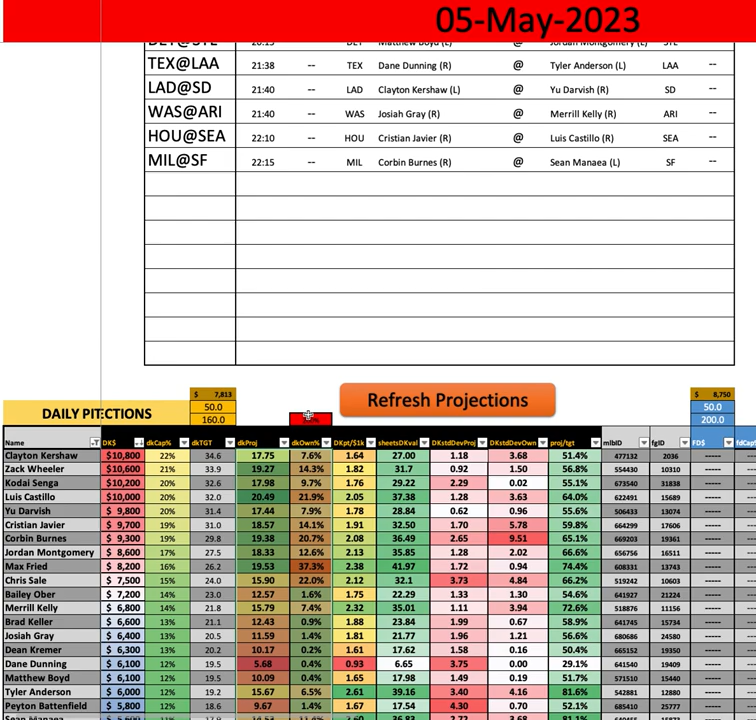 05-May-2023
TEX@LAA 21:38 -- TEX Dane Dunning (R) @ Tyler Anderson (L) LAA --
LAD@SD 21:40 -- LAD Clayton Kershaw (L) @ Yu Darvish (R) SD --
WAS@ARI 21:40 -- WAS Josiah Gray (R) @ Merrill Kelly (R) ARI --
HOU@SEA 22:10 -- HOU Cristian Javier (R) @ Luis Castillo (R) SEA --
MIL@SF 22:15 -- MIL Corbin Burnes (R) @ Sean Manaea (L) SF --
$ 7,813 $ 8,750
DAILY PITECTIONS 50.0 Refresh Projections 50.0
160.0 200.0
Name DK$ dkCap% dkTGT dkProj dkOwn% DKpt/$1k sheetsDKval DKstdDevProj DKstdDevOwn proj/tgt mlbID fgID FD$ fdCap
Clayton Kershaw $10,800 22% 34.6 17.75 7.6% 1.64 27.00 1.18 3.68 51.4% 477132 2036 -----
Zack Wheeler $10,600 21% 33.9 19.27 14.3% 1.82 31.7 0.92 1.50 56.8% 554430 10310 -----
Kodai Senga $10,200 20% 32.6 17.98 9.7% 1.76 29.22 2.29 0.02 55.1% 673540 31838 -----
Luis Castillo $10,000 20% 32.0 20.49 21.9% 2.05 37.38 1.28 3.63 64.0% 622491 15689 -----
Yu Darvish $ 9,800 20% 31.4 17.44 7.9% 1.78 28.84 0.62 0.96 55.6% 506433 13074 -----
Cristian Javier $ 9,700 19% 31.0 18.57 14.1% 1.91 32.50 1.70 5.78 59.8% 664299 17606 -----
Corbin Burnes $ 9,300 19% 29.8 19.38 20.7% 2.08 36.49 2.65 9.51 65.1% 669203 19361 -----
Jordan Montgomery $ 8,600 17% 27.5 18.33 12.6% 2.13 35.85 1.28 2.02 66.6% 656756 16511 -----
Max Fried $ 8,200 16% 26.2 19.53 37.3% 2.38 41.97 1.72 0.94 74.4% 608331 13743 -----
Chris Sale $ 7,500 15% 24.0 15.90 22.0% 2.12 32.1 3.73 4.84 66.2% 519242 10603 -----
Bailey Ober $ 7,200 14% 23.0 12.57 1.6% 1.75 22.29 1.33 1.30 54.6% 641927 21224 -----
Merrill Kelly $ 6,800 14% 21.8 15.79 7.4% 2.32 35.01 1.11 3.94 72.6% 518876 11156 -----
Brad Keller $ 6,600 13% 21.1 12.43 0.9% 1.88 23.84 1.99 0.67 58.9% 641745 15734 -----
Josiah Gray $ 6,400 13% 20.5 11.59 1.4% 1.81 21.77 1.96 1.21 56.6% 680686 24580 -----
Dean Kremer $ 6,300 13% 20.2 10.17 0.2% 1.61 17.62 1.58 0.16 50.4% 665152 19350 -----
Dane Dunning $ 6,100 12% 19.5 5.68 0.4% 0.93 6.65 3.75 0.00 29.1% 641540 19409 -----
Matthew Boyd $ 6,100 12% 19.5 10.09 0.4% 1.65 17.98 1.49 0.19 51.7% 571510 15440 -----
Tyler Anderson $ 6,000 12% 19.2 15.67 6.5% 2.61 39.16 3.40 4.16 81.6% 542881 12880 -----
Peyton Battenfield $ 5,800 12% 18.6 9.67 1.4% 1.67 17.54 4.30 0.70 52.1% 685410 25777 -----